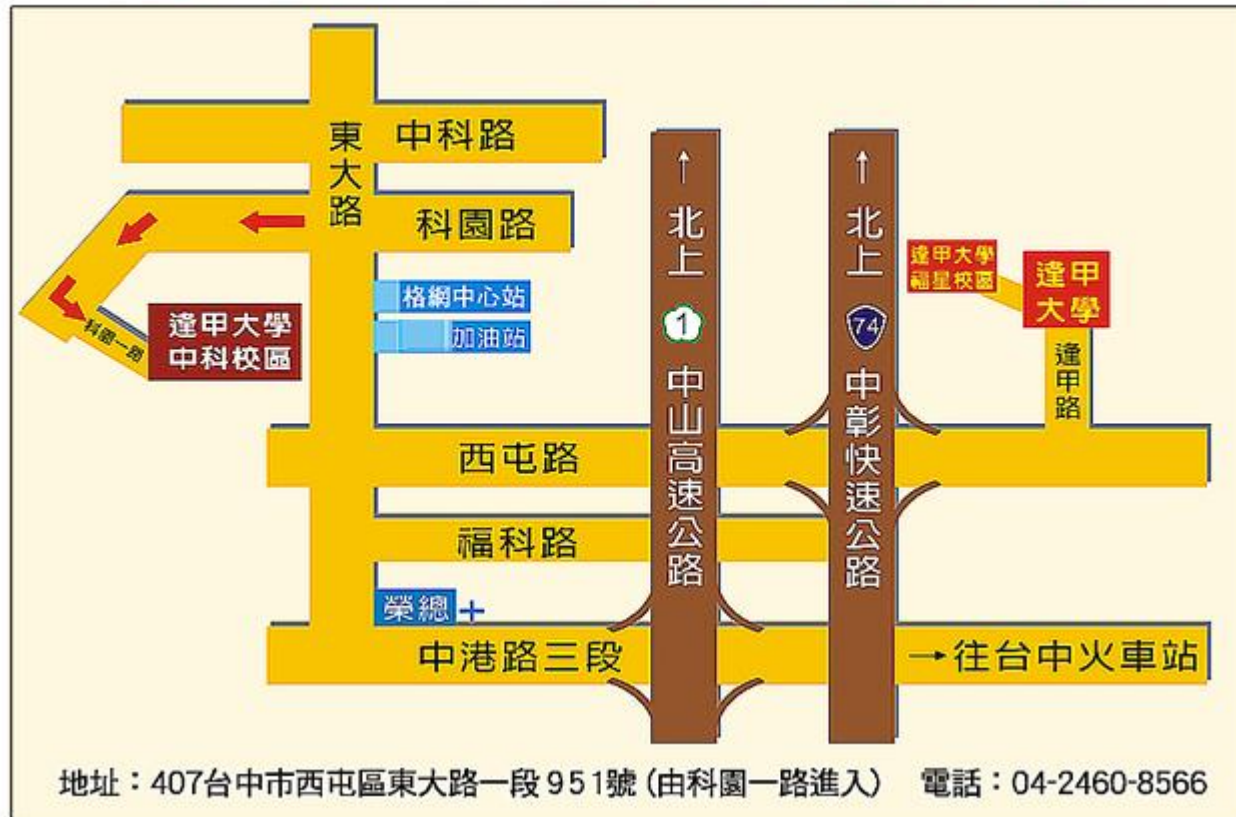 中科路
東大路
科園路
格網中心站
加油站
逢甲大學
中科校區
科園一路
↑北上 1 中山高速公路
↑北上 74 中彰快速公路
逢甲大學
福星校區
逢甲
大學
逢甲路
西屯路
福科路
榮總
中港路三段
→往台中火車站
地址：407台中市西屯區東大路一段951號(由科園一路進入) 電話：04-2460-8566